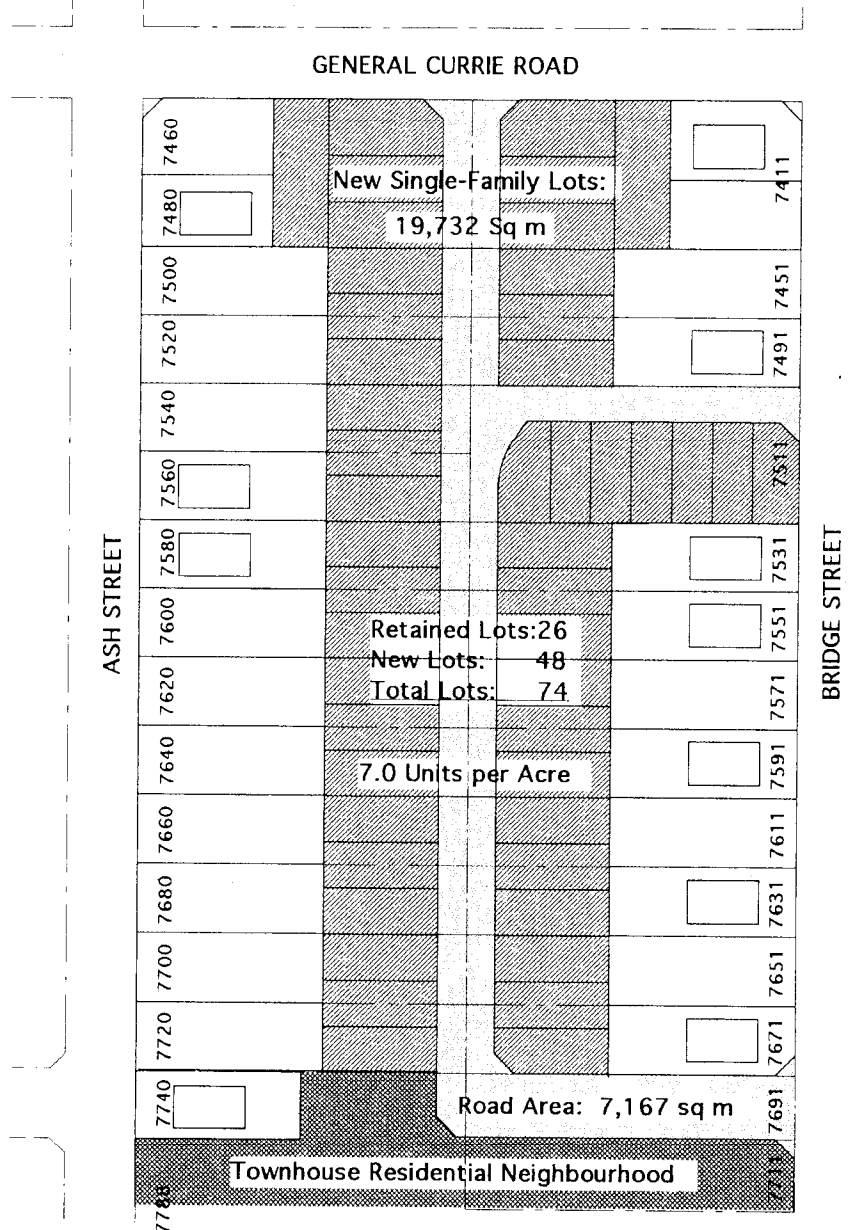 GENERAL CURRIE ROAD
7460
7480
7500
7520
7540
7560
7580
7600
7620
7640
7660
7680
7700
7720
7740
7788
ASH STREET
New Single-Family Lots:
19,732 Sq m
Retained Lots:26
New Lots: 48
Total Lots: 74
7.0 Units per Acre
Road Area: 7,167 sq m
Townhouse Residential Neighbourhood
7411
7451
7491
7511
7531
7551
7571
7591
7611
7631
7651
7671
7691
7711
BRIDGE STREET